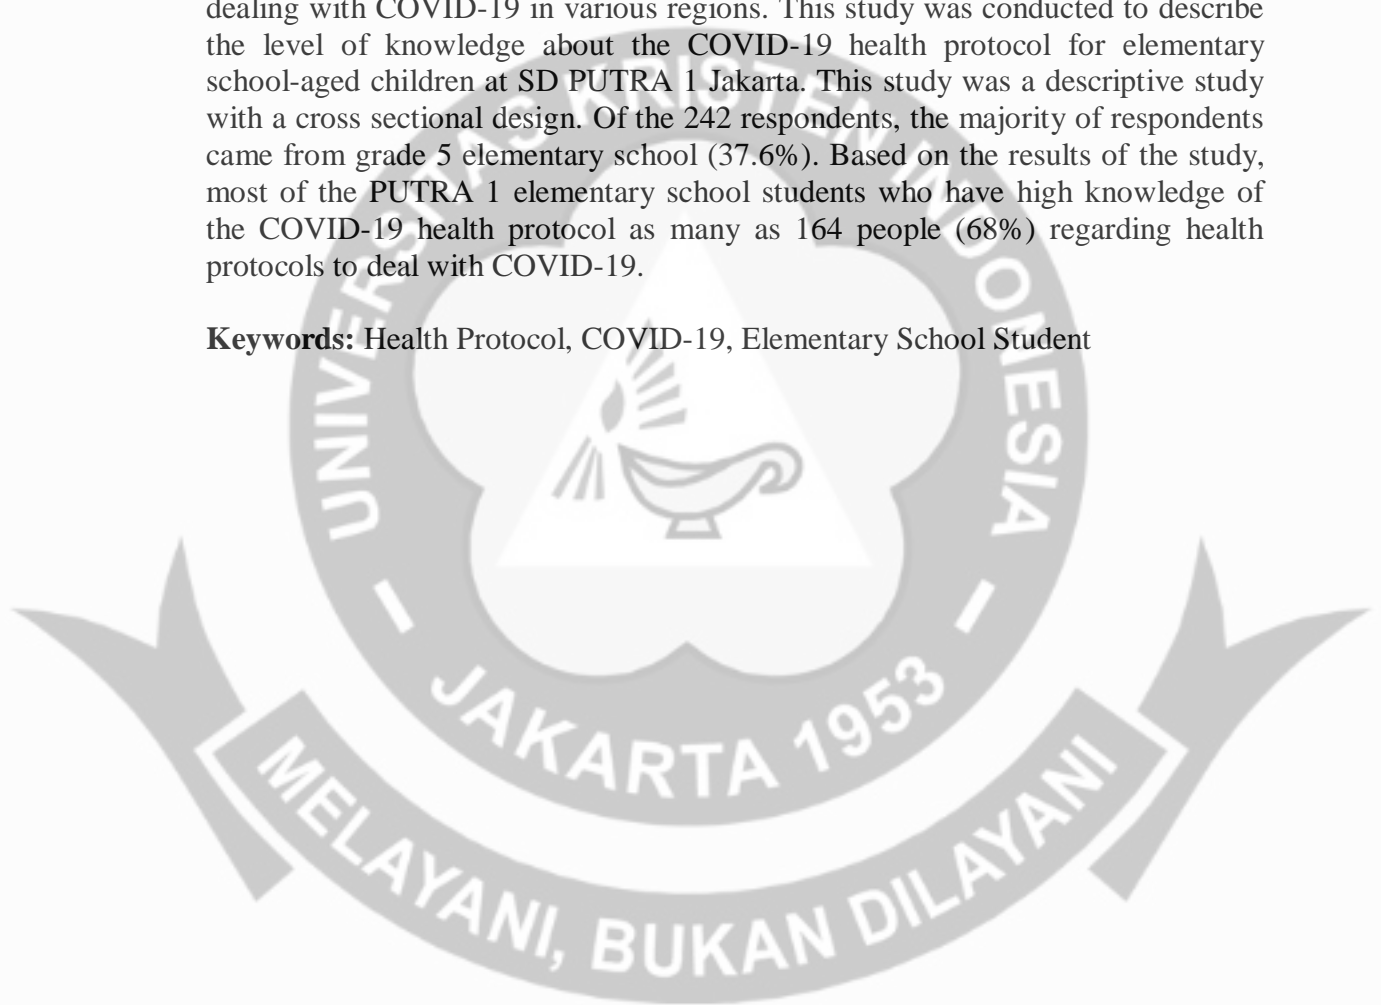 dealing with COVID-19 in various regions. This study was conducted to describe
the level of knowledge about the COVID-19 health protocol for elementary
school-aged children at SD PUTRA 1 Jakarta. This study was a descriptive study
with a cross sectional design. Of the 242 respondents, the majority of respondents
came from grade 5 elementary school (37.6%). Based on the results of the study,
most of the PUTRA 1 elementary school students who have high knowledge of
the COVID-19 health protocol as many as 164 people (68%) regarding health
protocols to deal with COVID-19.
Keywords: Health Protocol, COVID-19, Elementary School Student
UNIVERSITAS KRISTEN INDONESIA
JAKARTA 1953
MELAYANI, BUKAN DILAYANI